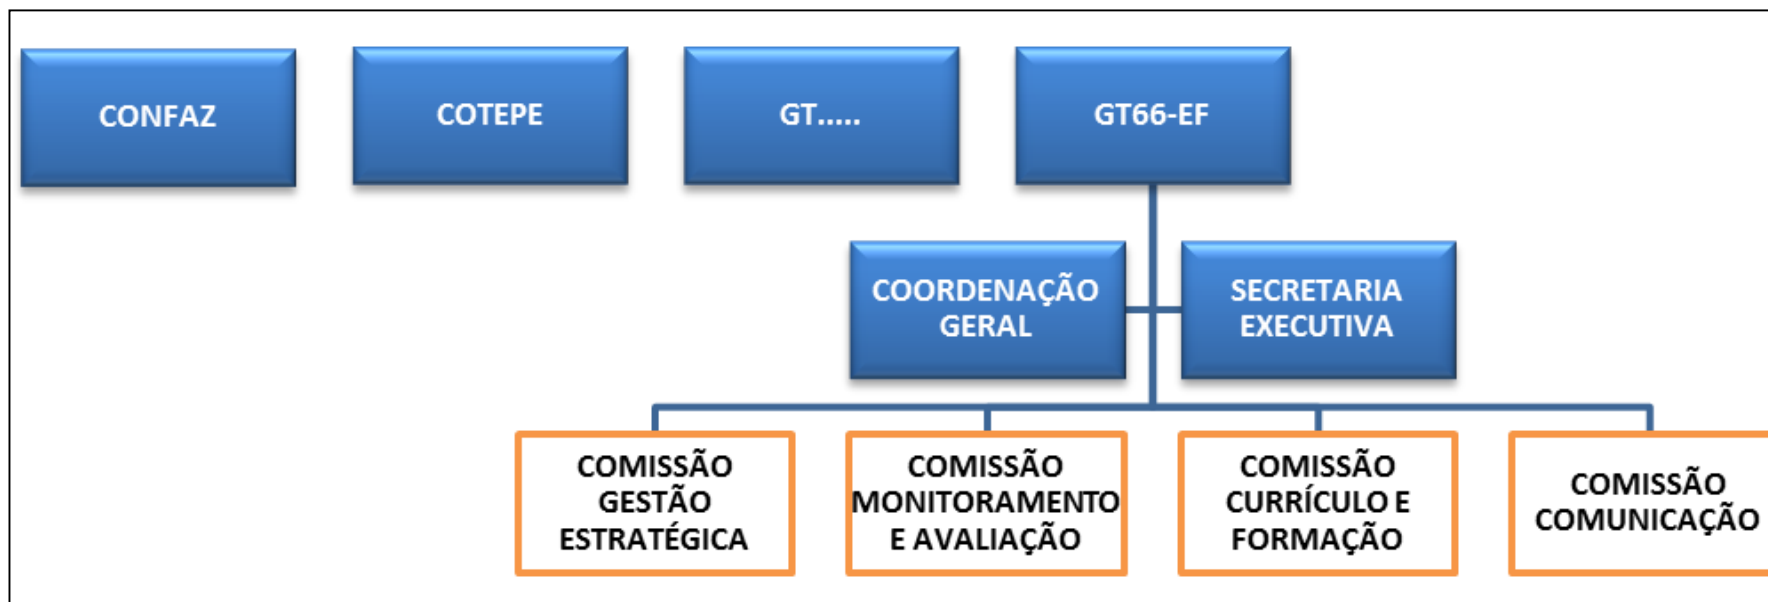 CONFAZ
COTEPE
GT.....
GT66-EF
COORDENAÇÃO
GERAL
SECRETARIA
EXECUTIVA
COMISSÃO
GESTÃO
ESTRATÉGICA
COMISSÃO
MONITORAMENTO
E AVALIAÇÃO
COMISSÃO
CURRÍCULO E
FORMAÇÃO
COMISSÃO
COMUNICAÇÃO